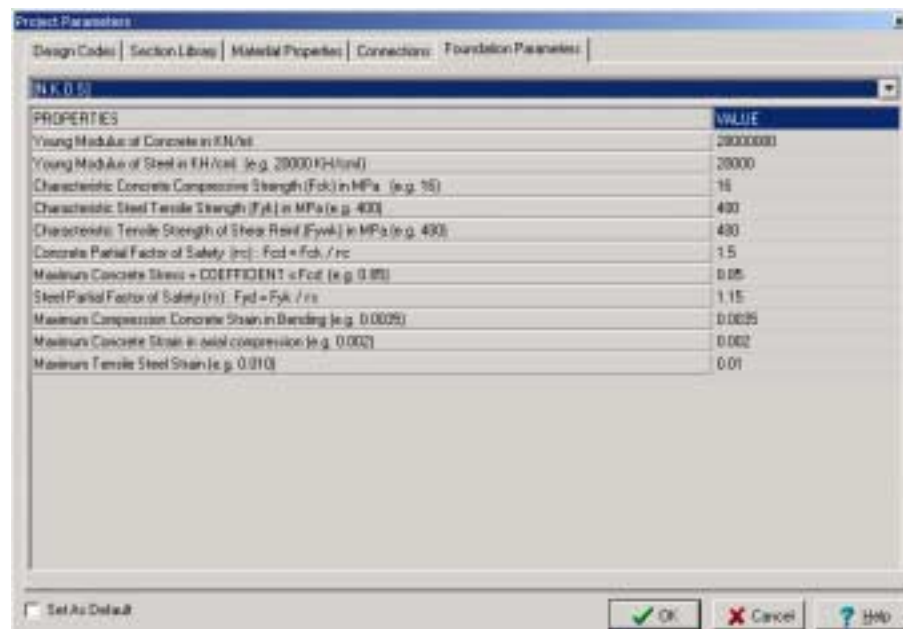 Project Parameters
Design Codes Section Library Material Properties Connections Foundation Parameters
PROPERTIES VALUE
Young Modulus of Concrete in KN/m 28000000
Young Modulus of Steel in KN/cm (e.g. 20000 KN/cm) 20000
Characteristic Concrete Compressive Strength (Fck) in MPa (e.g. 16) 16
Characteristic Steel Tensile Strength (Fyk) in MPa (e.g. 400) 400
Characteristic Tensile Strength of Shear Reinf (Fywk) in MPa (e.g. 400) 400
Concrete Partial Factor of Safety (rc) : Fcd = Fck / rc 1.5
Maximum Concrete Stress = COEFFICIENT x Fcd (e.g. 0.85) 0.85
Steel Partial Factor of Safety (rs) : Fyd = Fyk / rs 1.15
Maximum Compression Concrete Strain in Bending (e.g. 0.0035) 0.0035
Maximum Concrete Strain in axial compression (e.g. 0.002) 0.002
Maximum Tensile Steel Strain (e.g. 0.010) 0.01
Set As Default OK Cancel Help